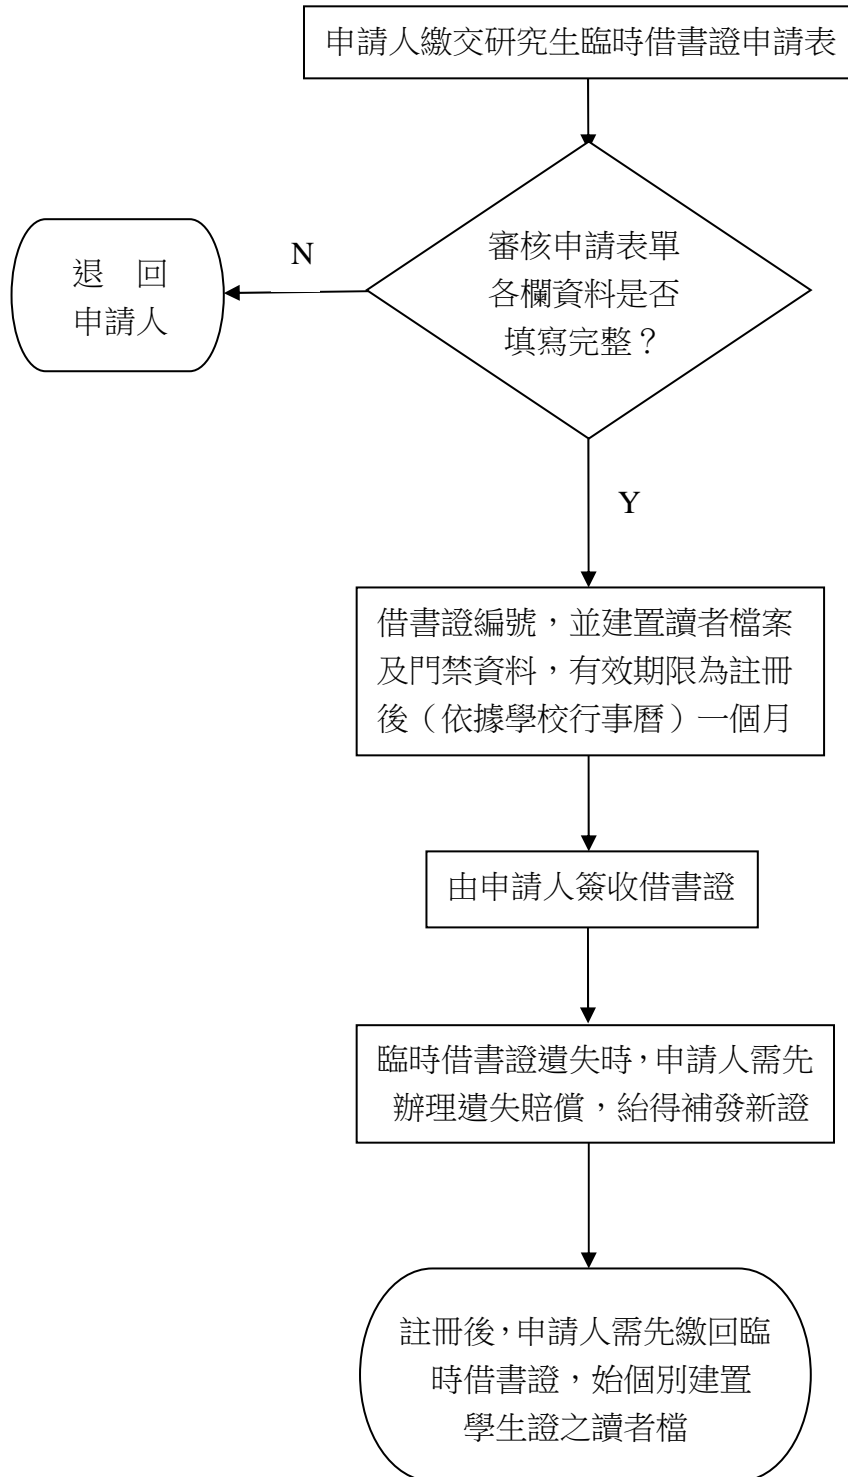 申請人繳交研究生臨時借書證申請表
審核申請表單
各欄資料是否
填寫完整？
N
退　回
申請人
Y
借書證編號，並建置讀者檔案
及門禁資料，有效期限為註冊
後（依據學校行事曆）一個月
由申請人簽收借書證
臨時借書證遺失時，申請人需先
辦理遺失賠償，紿得補發新證
註冊後，申請人需先繳回臨
時借書證，始個別建置
學生證之讀者檔